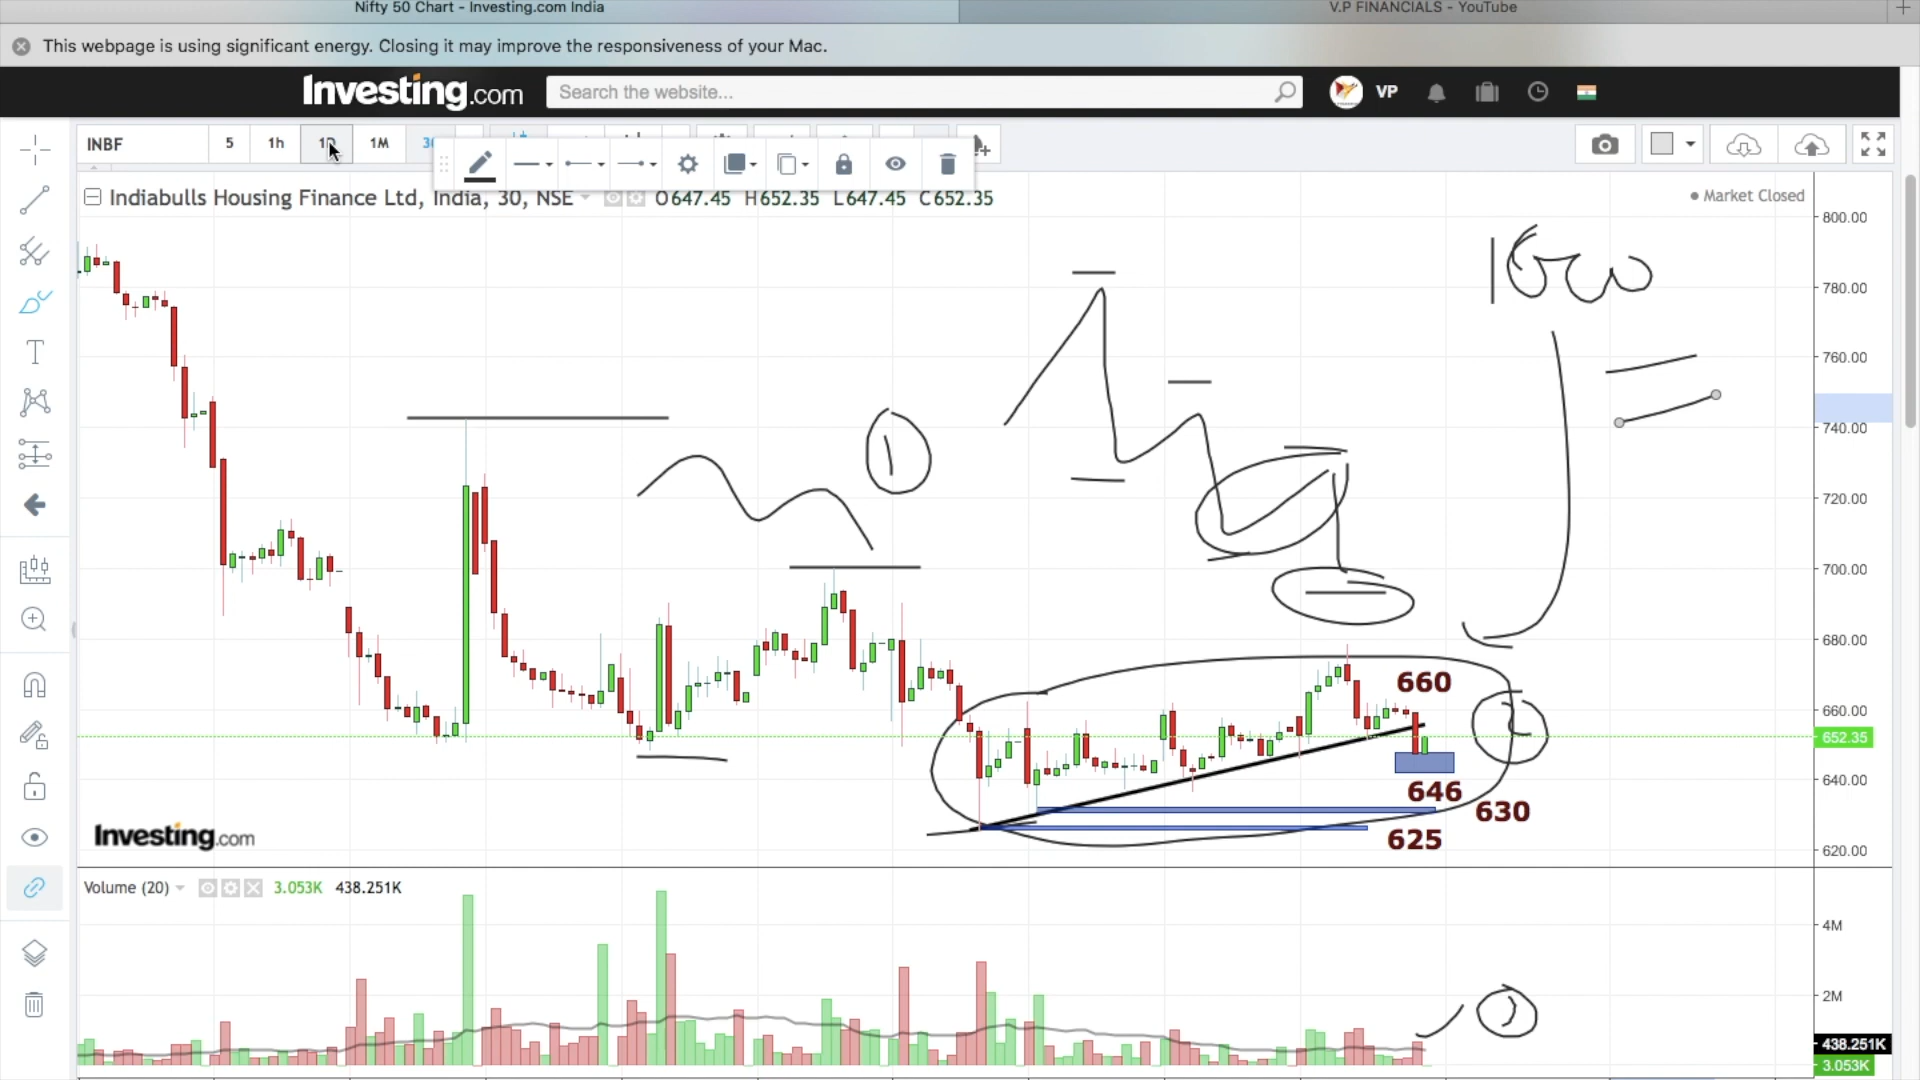 Nifty 50 Chart - Investing.com India
V.P FINANCIALS - YouTube
This webpage is using significant energy. Closing it may improve the responsiveness of your Mac.
Investing.com
Search the website...
VP
INBF
5
1h
1D
1M
Indiabulls Housing Finance Ltd, India, 30, NSE
O647.45 H652.35 L647.45 C652.35
Market Closed
800.00
780.00
760.00
740.00
720.00
700.00
680.00
660.00
652.35
640.00
620.00
1
660
646
630
625
Investing.com
Volume (20)
3.053K
438.251K
4M
2M
438.251K
3.053K